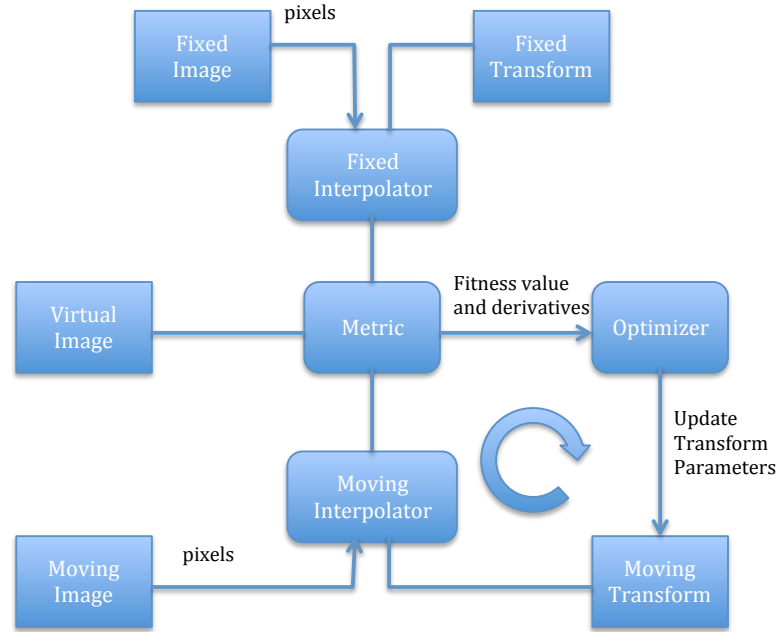 pixels
Fixed
Image
Fixed
Transform
Fixed
Interpolator
Virtual
Image
Metric
Fitness value
and derivatives
Optimizer
Update
Transform
Parameters
Moving
Interpolator
pixels
Moving
Image
Moving
Transform